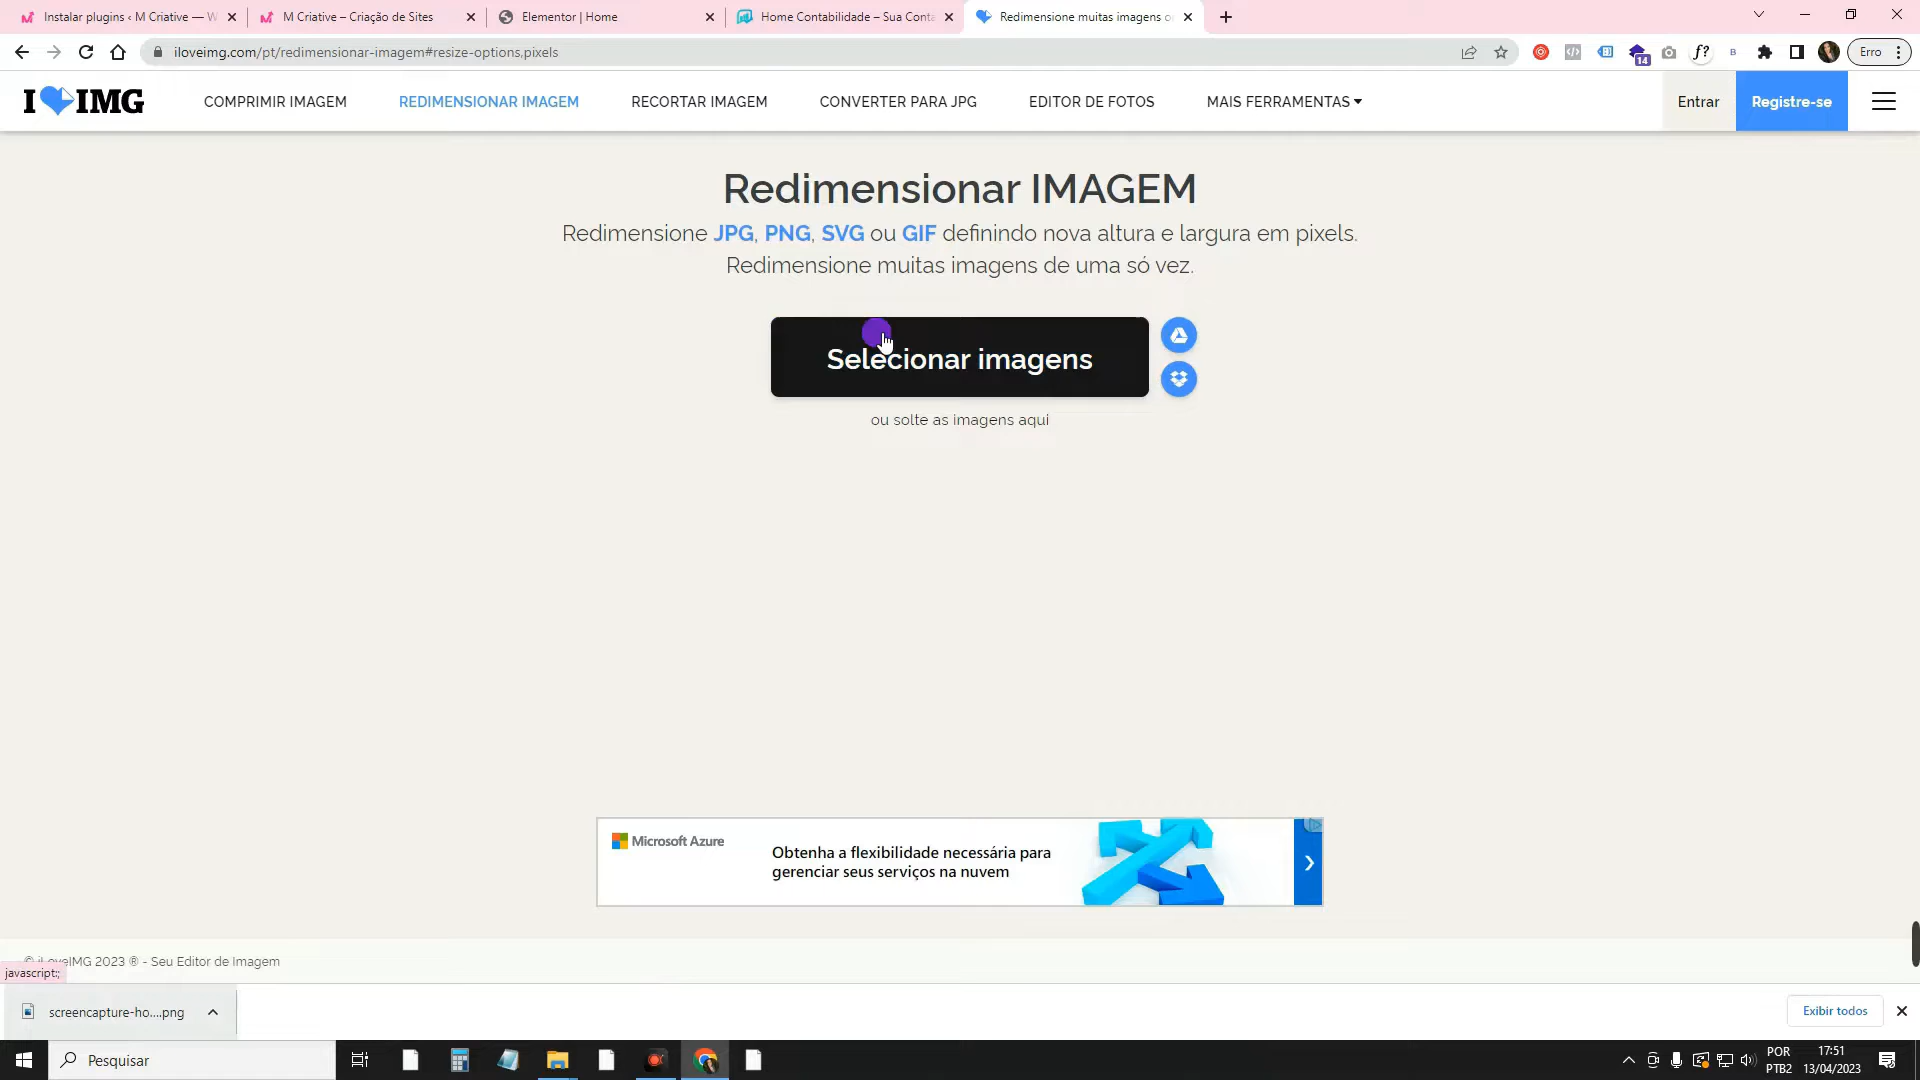 Instalar plugins ‹ M Criative — W
M Criative – Criação de Sites
Elementor | Home
Home Contabilidade – Sua Conta
Redimensione muitas imagens o
iloveimg.com/pt/redimensionar-imagem#resize-options,pixels
14
f?
B
Erro
I IMG
COMPRIMIR IMAGEM
REDIMENSIONAR IMAGEM
RECORTAR IMAGEM
CONVERTER PARA JPG
EDITOR DE FOTOS
MAIS FERRAMENTAS
Entrar
Registre-se
Redimensionar IMAGEM
Redimensione JPG, PNG, SVG ou GIF definindo nova altura e largura em pixels.
Redimensione muitas imagens de uma só vez.
Selecionar imagens
ou solte as imagens aqui
Microsoft Azure
Obtenha a flexibilidade necessária para
gerenciar seus serviços na nuvem
© iLoveIMG 2023 ® - Seu Editor de Imagem
javascript:;
screencapture-ho....png
Exibir todos
Pesquisar
POR
PTB2
17:51
13/04/2023